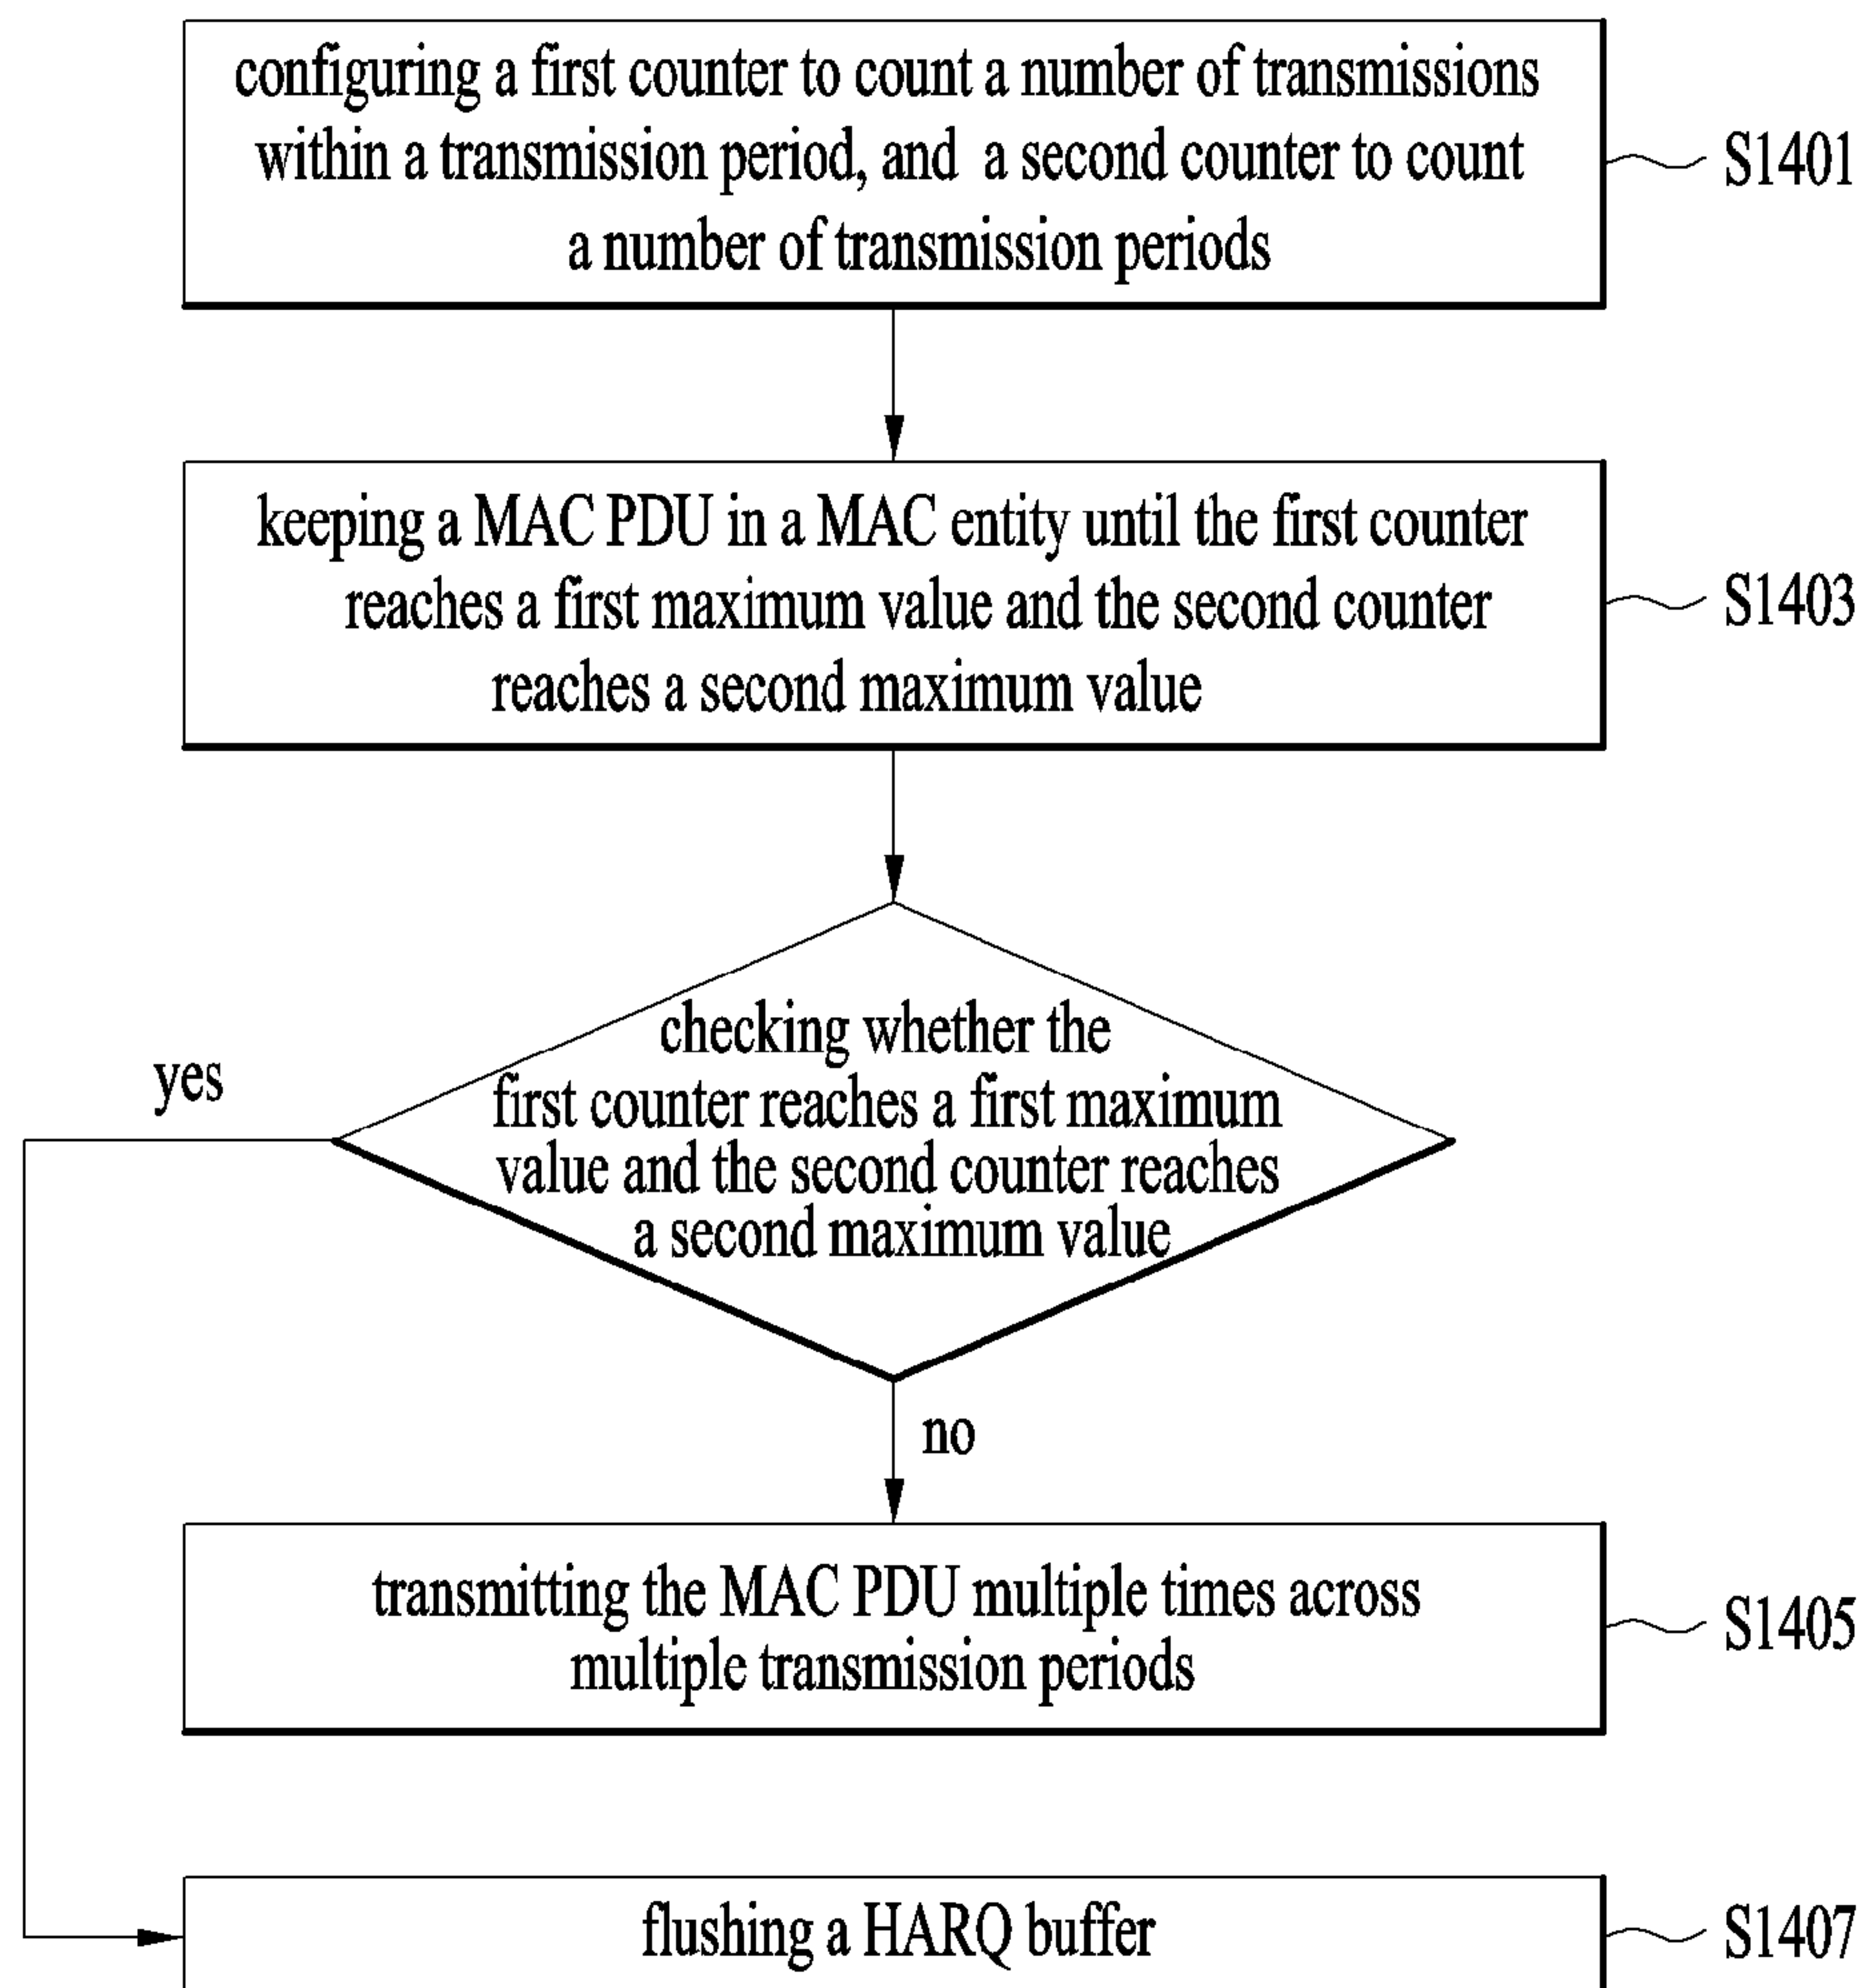 configuring a first counter to count a number of transmissions
within a transmission period, and a second counter to count
a number of transmission periods
S1401
keeping a MAC PDU in a MAC entity until the first counter
reaches a first maximum value and the second counter
reaches a second maximum value
S1403
checking whether the
first counter reaches a first maximum
value and the second counter reaches
a second maximum value
yes
no
transmitting the MAC PDU multiple times across
multiple transmission periods
S1405
flushing a HARQ buffer
S1407